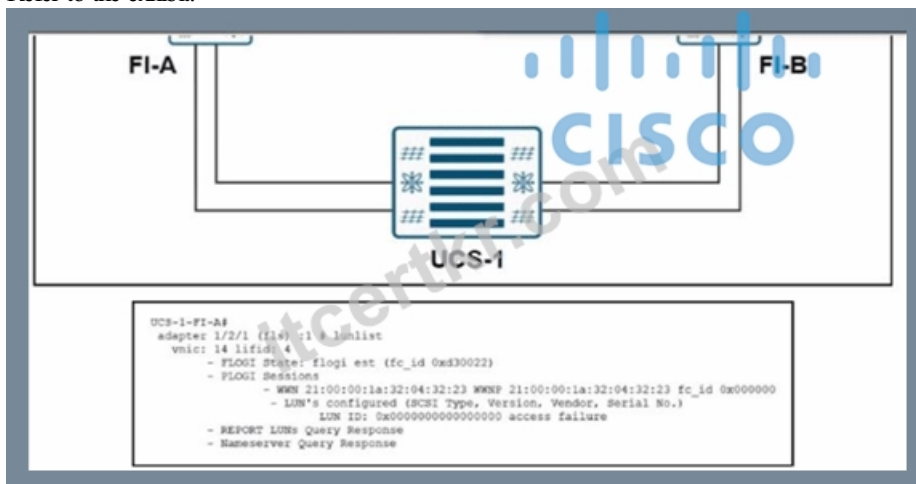 FI-A
FI-B
CISCO
UCS-1
itcertkr.com
UCS-1-FI-A#
adapter 1/2/1 (fls) :1 # lunlist
vnic: 14 lifid: 4
- FLOGI State: flogi est (fc_id 0xd30022)
- PLOGI Sessions
- WWN 21:00:00:1a:32:04:32:23 WWNP 21:00:00:1a:32:04:32:23 fc_id 0x000000
- LUN's configured (SCSI Type, Version, Vendor, Serial No.)
LUN ID: 0x0000000000000000 access failure
- REPORT LUNs Query Response
- Nameserver Query Response